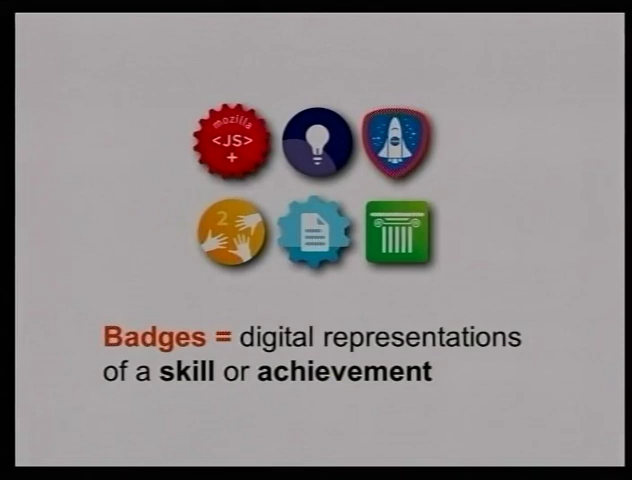 mozilla
<JS>
+
2
Badges = digital representations
of a skill or achievement